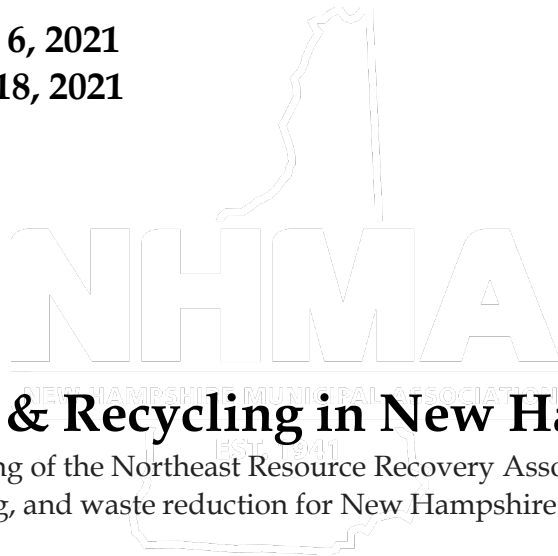 6, 2021
18, 2021
NHMA
NEW HAMPSHIRE MUNICIPAL ASSOCIATION
& Recycling in New Ha
EST. 1941
ng of the Northeast Resource Recovery Asso
g, and waste reduction for New Hampshire